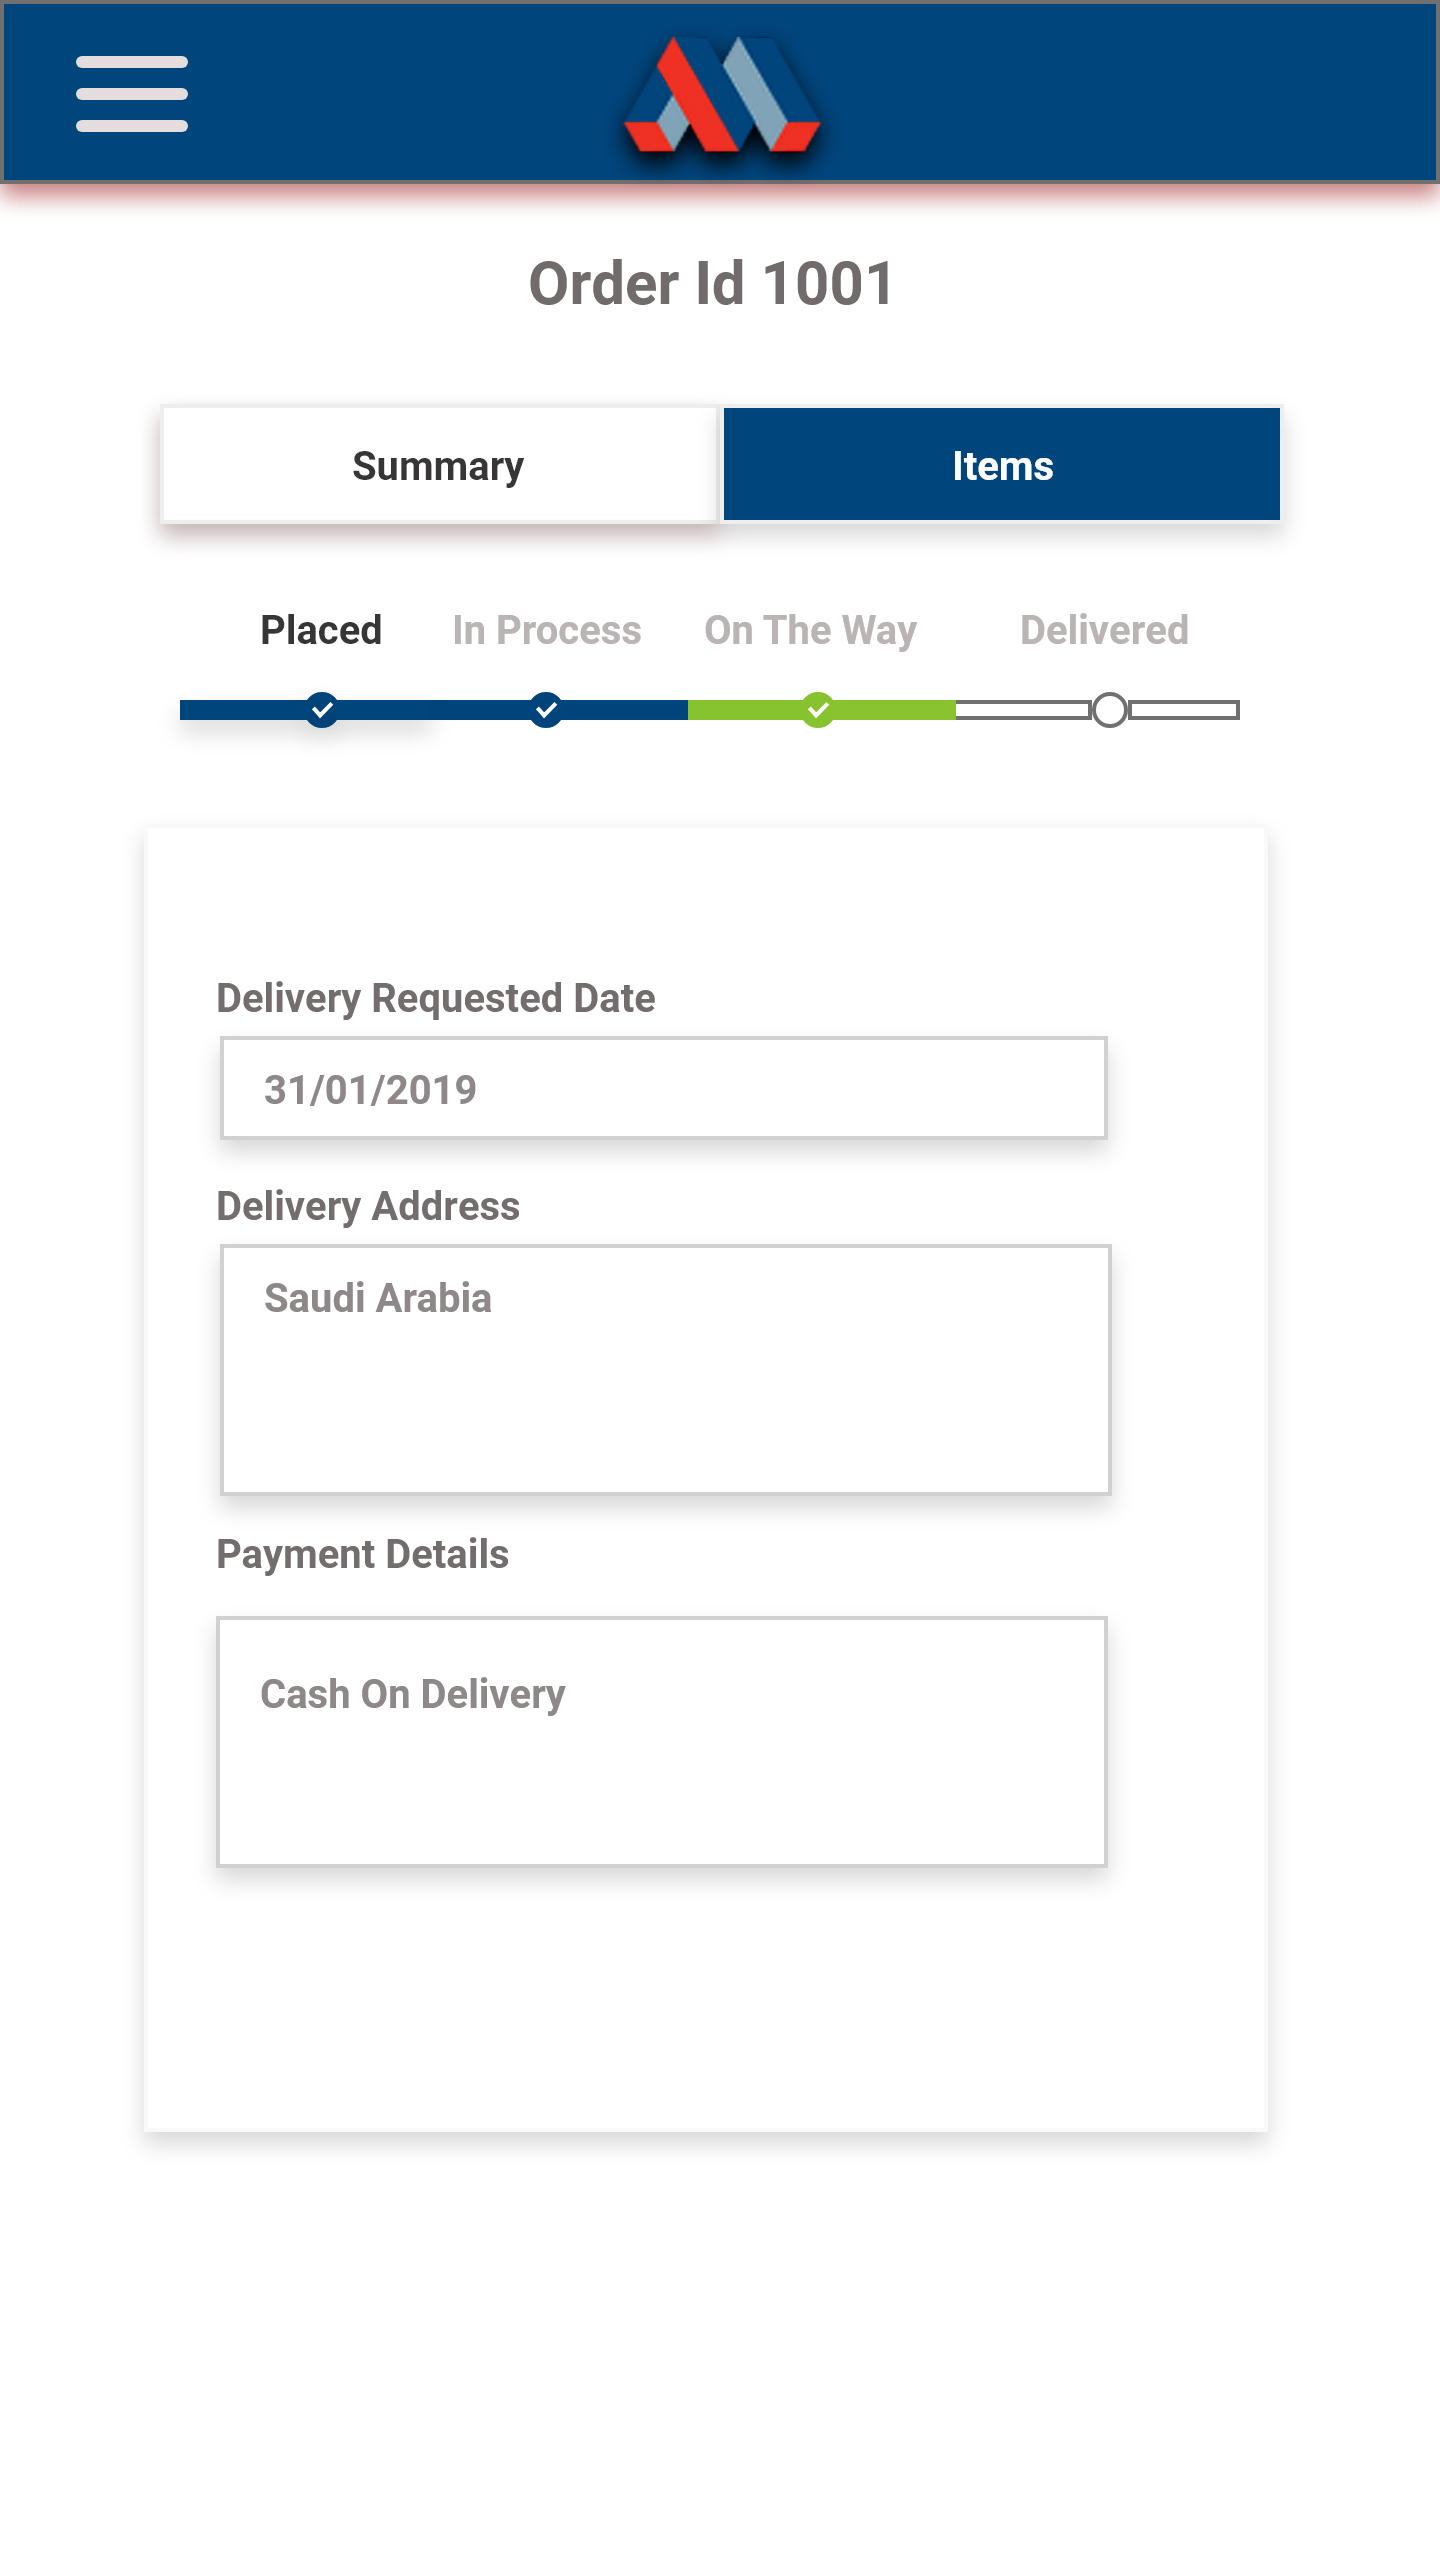 Order Id 1001
Summary Items
Placed In Process On The Way Delivered
Delivery Requested Date
31/01/2019
Delivery Address
Saudi Arabia
Payment Details
Cash On Delivery